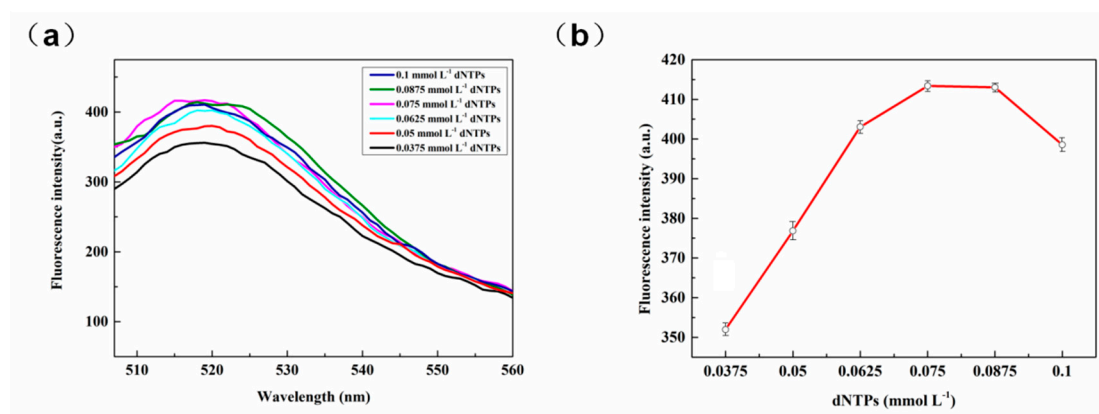 (a)
0.1 mmol L⁻¹ dNTPs
0.0875 mmol L⁻¹ dNTPs
0.075 mmol L⁻¹ dNTPs
0.0625 mmol L⁻¹ dNTPs
0.05 mmol L⁻¹ dNTPs
0.0375 mmol L⁻¹ dNTPs
Fluorescence intensity(a.u.)
400
300
200
100
510 520 530 540 550 560
Wavelength (nm)
(b)
Fluorescence intensity (a.u.)
420
410
400
390
380
370
360
350
0.0375 0.05 0.0625 0.075 0.0875 0.1
dNTPs (mmol L⁻¹)